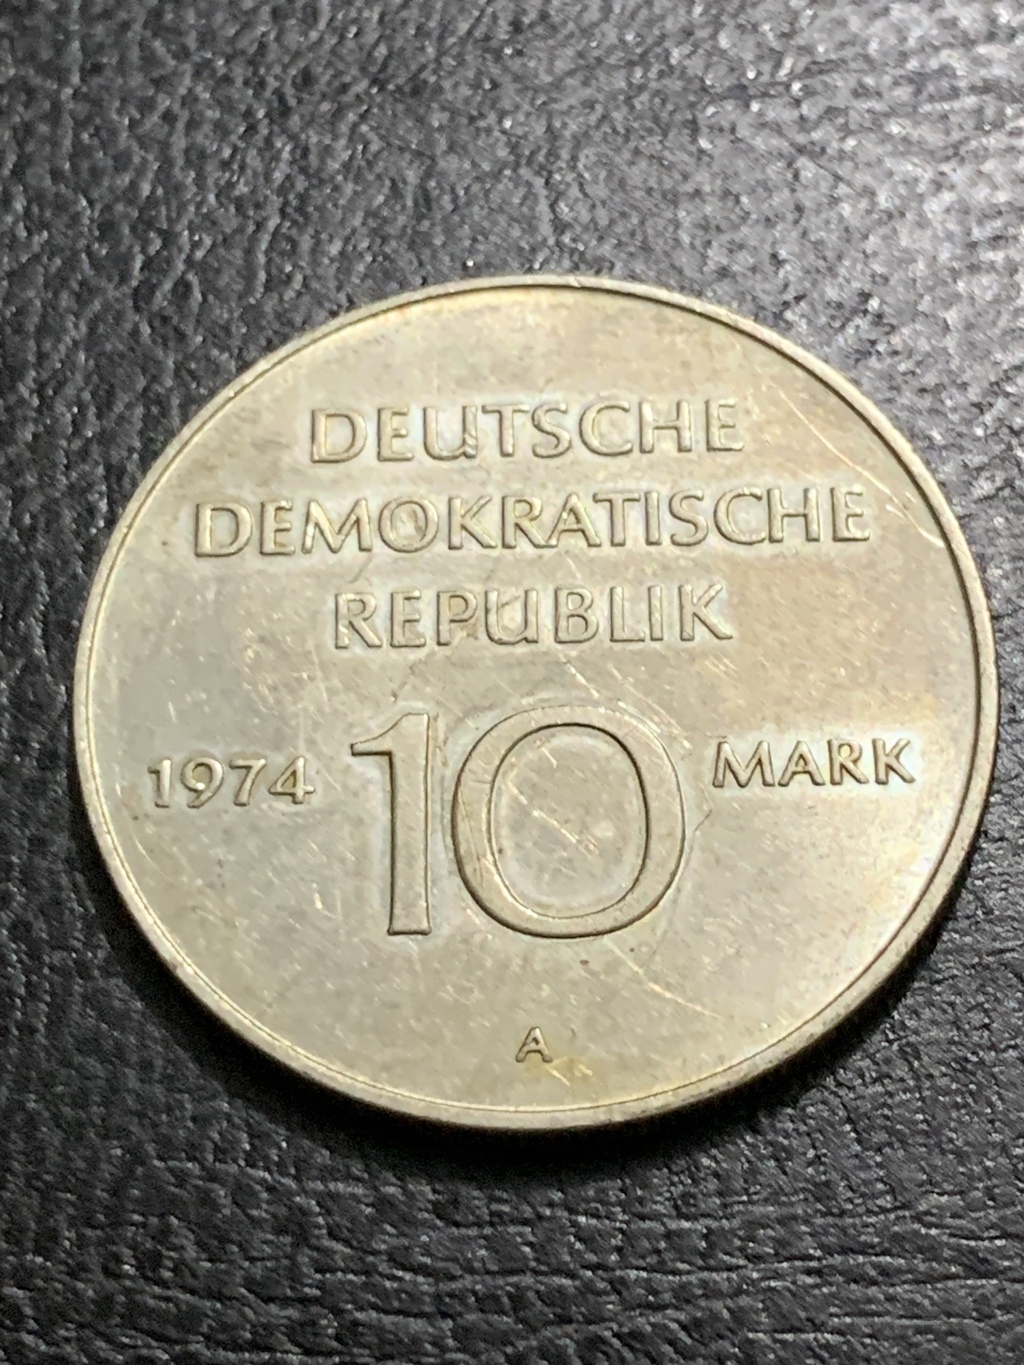 DEUTSCHE
DEMOKRATISCHE
REPUBLIK
1974 10 MARK
A